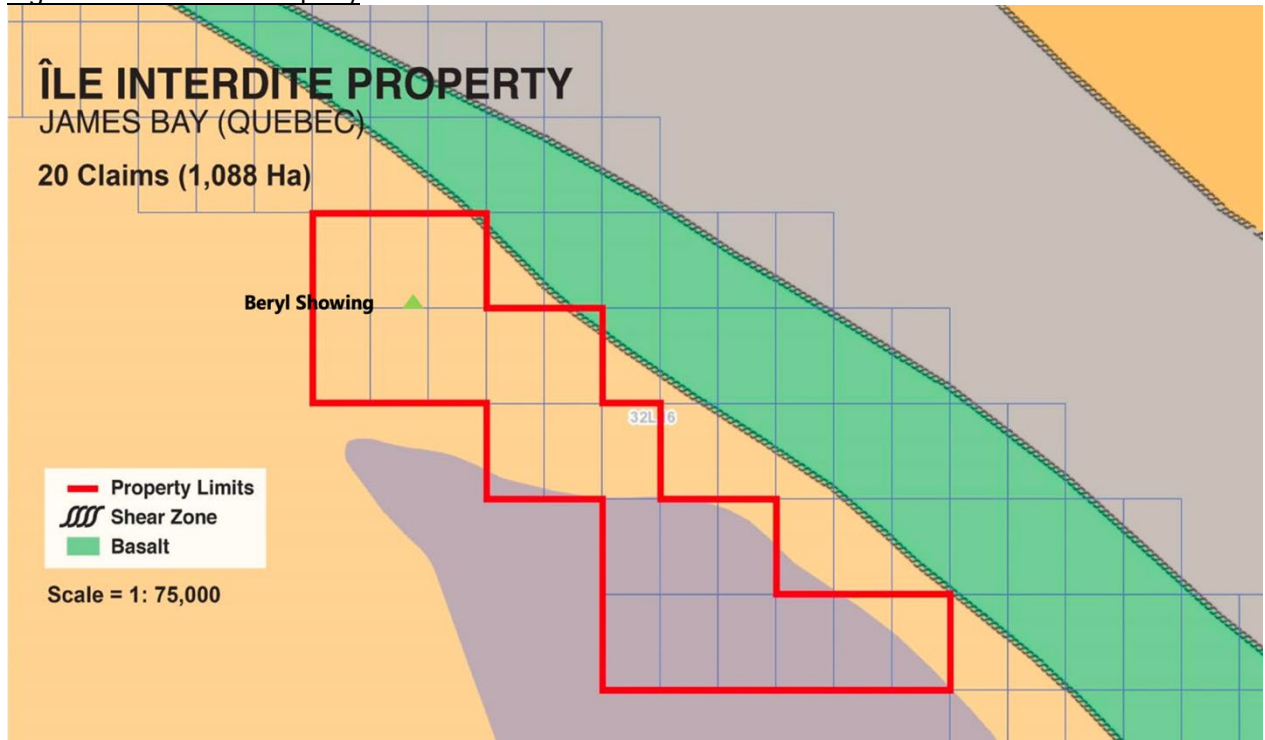 ÎLE INTERDITE PROPERTY
JAMES BAY (QUEBEC)
20 Claims (1,088 Ha)
Beryl Showing
Property Limits
Shear Zone
Basalt
Scale = 1: 75,000